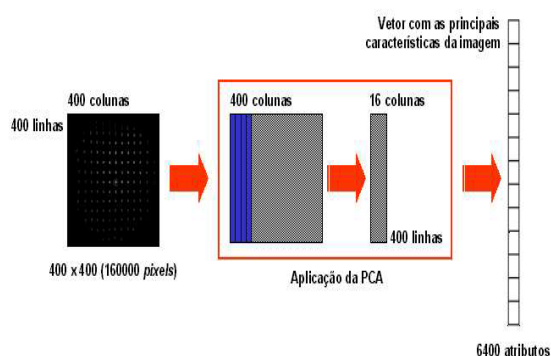 Vetor com as principais
características da imagem
400 colunas
400 linhas
400 colunas
16 colunas
400 linhas
400 x 400 (160000 pixels)
Aplicação da PCA
6400 atributos